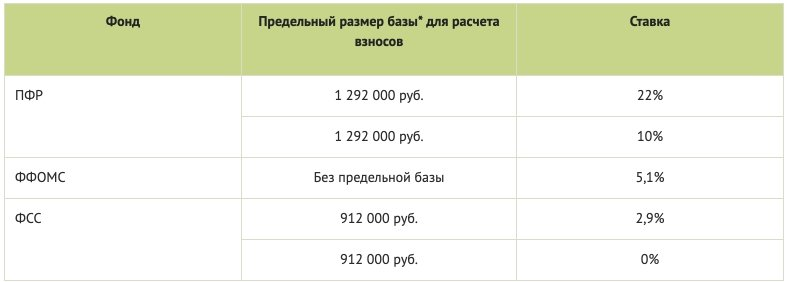 Фонд
Предельный размер базы* для расчета
взносов
Ставка
ПФР
1 292 000 руб.
22%
1 292 000 руб.
10%
ФФОМС
Без предельной базы
5,1%
ФСС
912 000 руб.
2,9%
912 000 руб.
0%